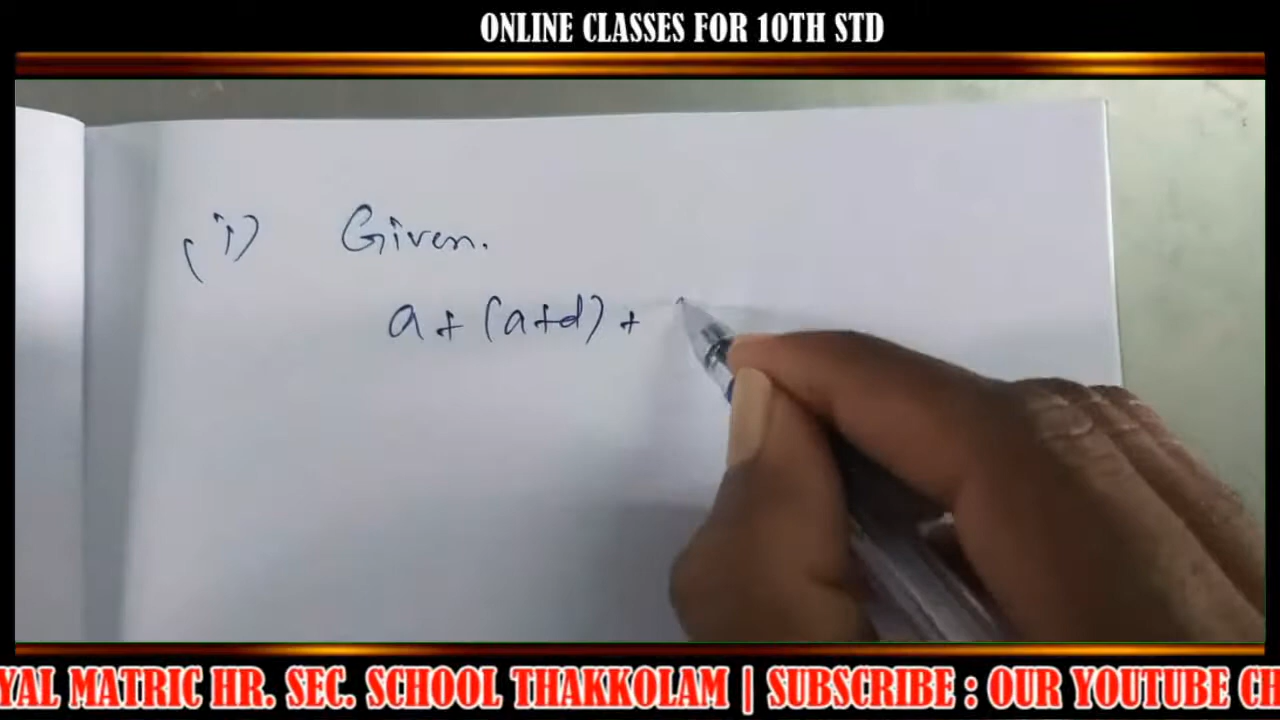 ONLINE CLASSES FOR 10TH STD
(i) Given.
a + (a+d) +
YAL MATRIC HR. SEC. SCHOOL THAKKOLAM | SUBSCRIBE : OUR YOUTUBE CH